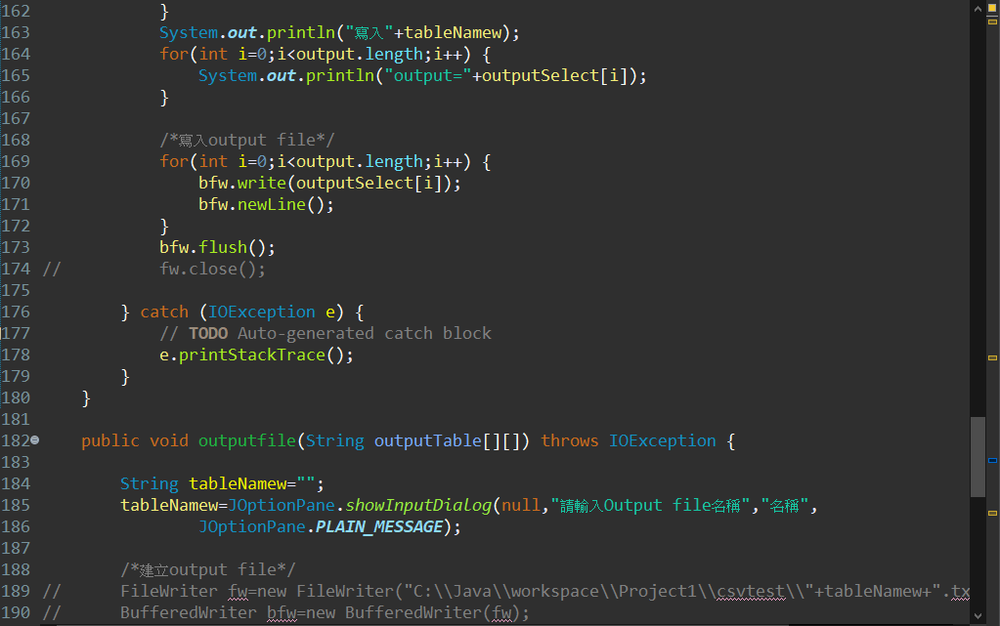 162             }
163             System.out.println("寫入"+tableNamew);
164             for(int i=0;i<output.length;i++) {
165                 System.out.println("output="+outputSelect[i]);
166             }
167
168             /*寫入output file*/
169             for(int i=0;i<output.length;i++) {
170                 bfw.write(outputSelect[i]);
171                 bfw.newLine();
172             }
173             bfw.flush();
174 //          fw.close();
175
176         } catch (IOException e) {
177             // TODO Auto-generated catch block
178             e.printStackTrace();
179         }
180     }
181
182     public void outputfile(String outputTable[][]) throws IOException {
183
184         String tableNamew="";
185         tableNamew=JOptionPane.showInputDialog(null,"請輸入Output file名稱","名稱",
186                 JOptionPane.PLAIN_MESSAGE);
187
188         /*建立output file*/
189 //      FileWriter fw=new FileWriter("C:\\Java\\workspace\\Project1\\csvtest\\"+tableNamew+".tx
190 //      BufferedWriter bfw=new BufferedWriter(fw);